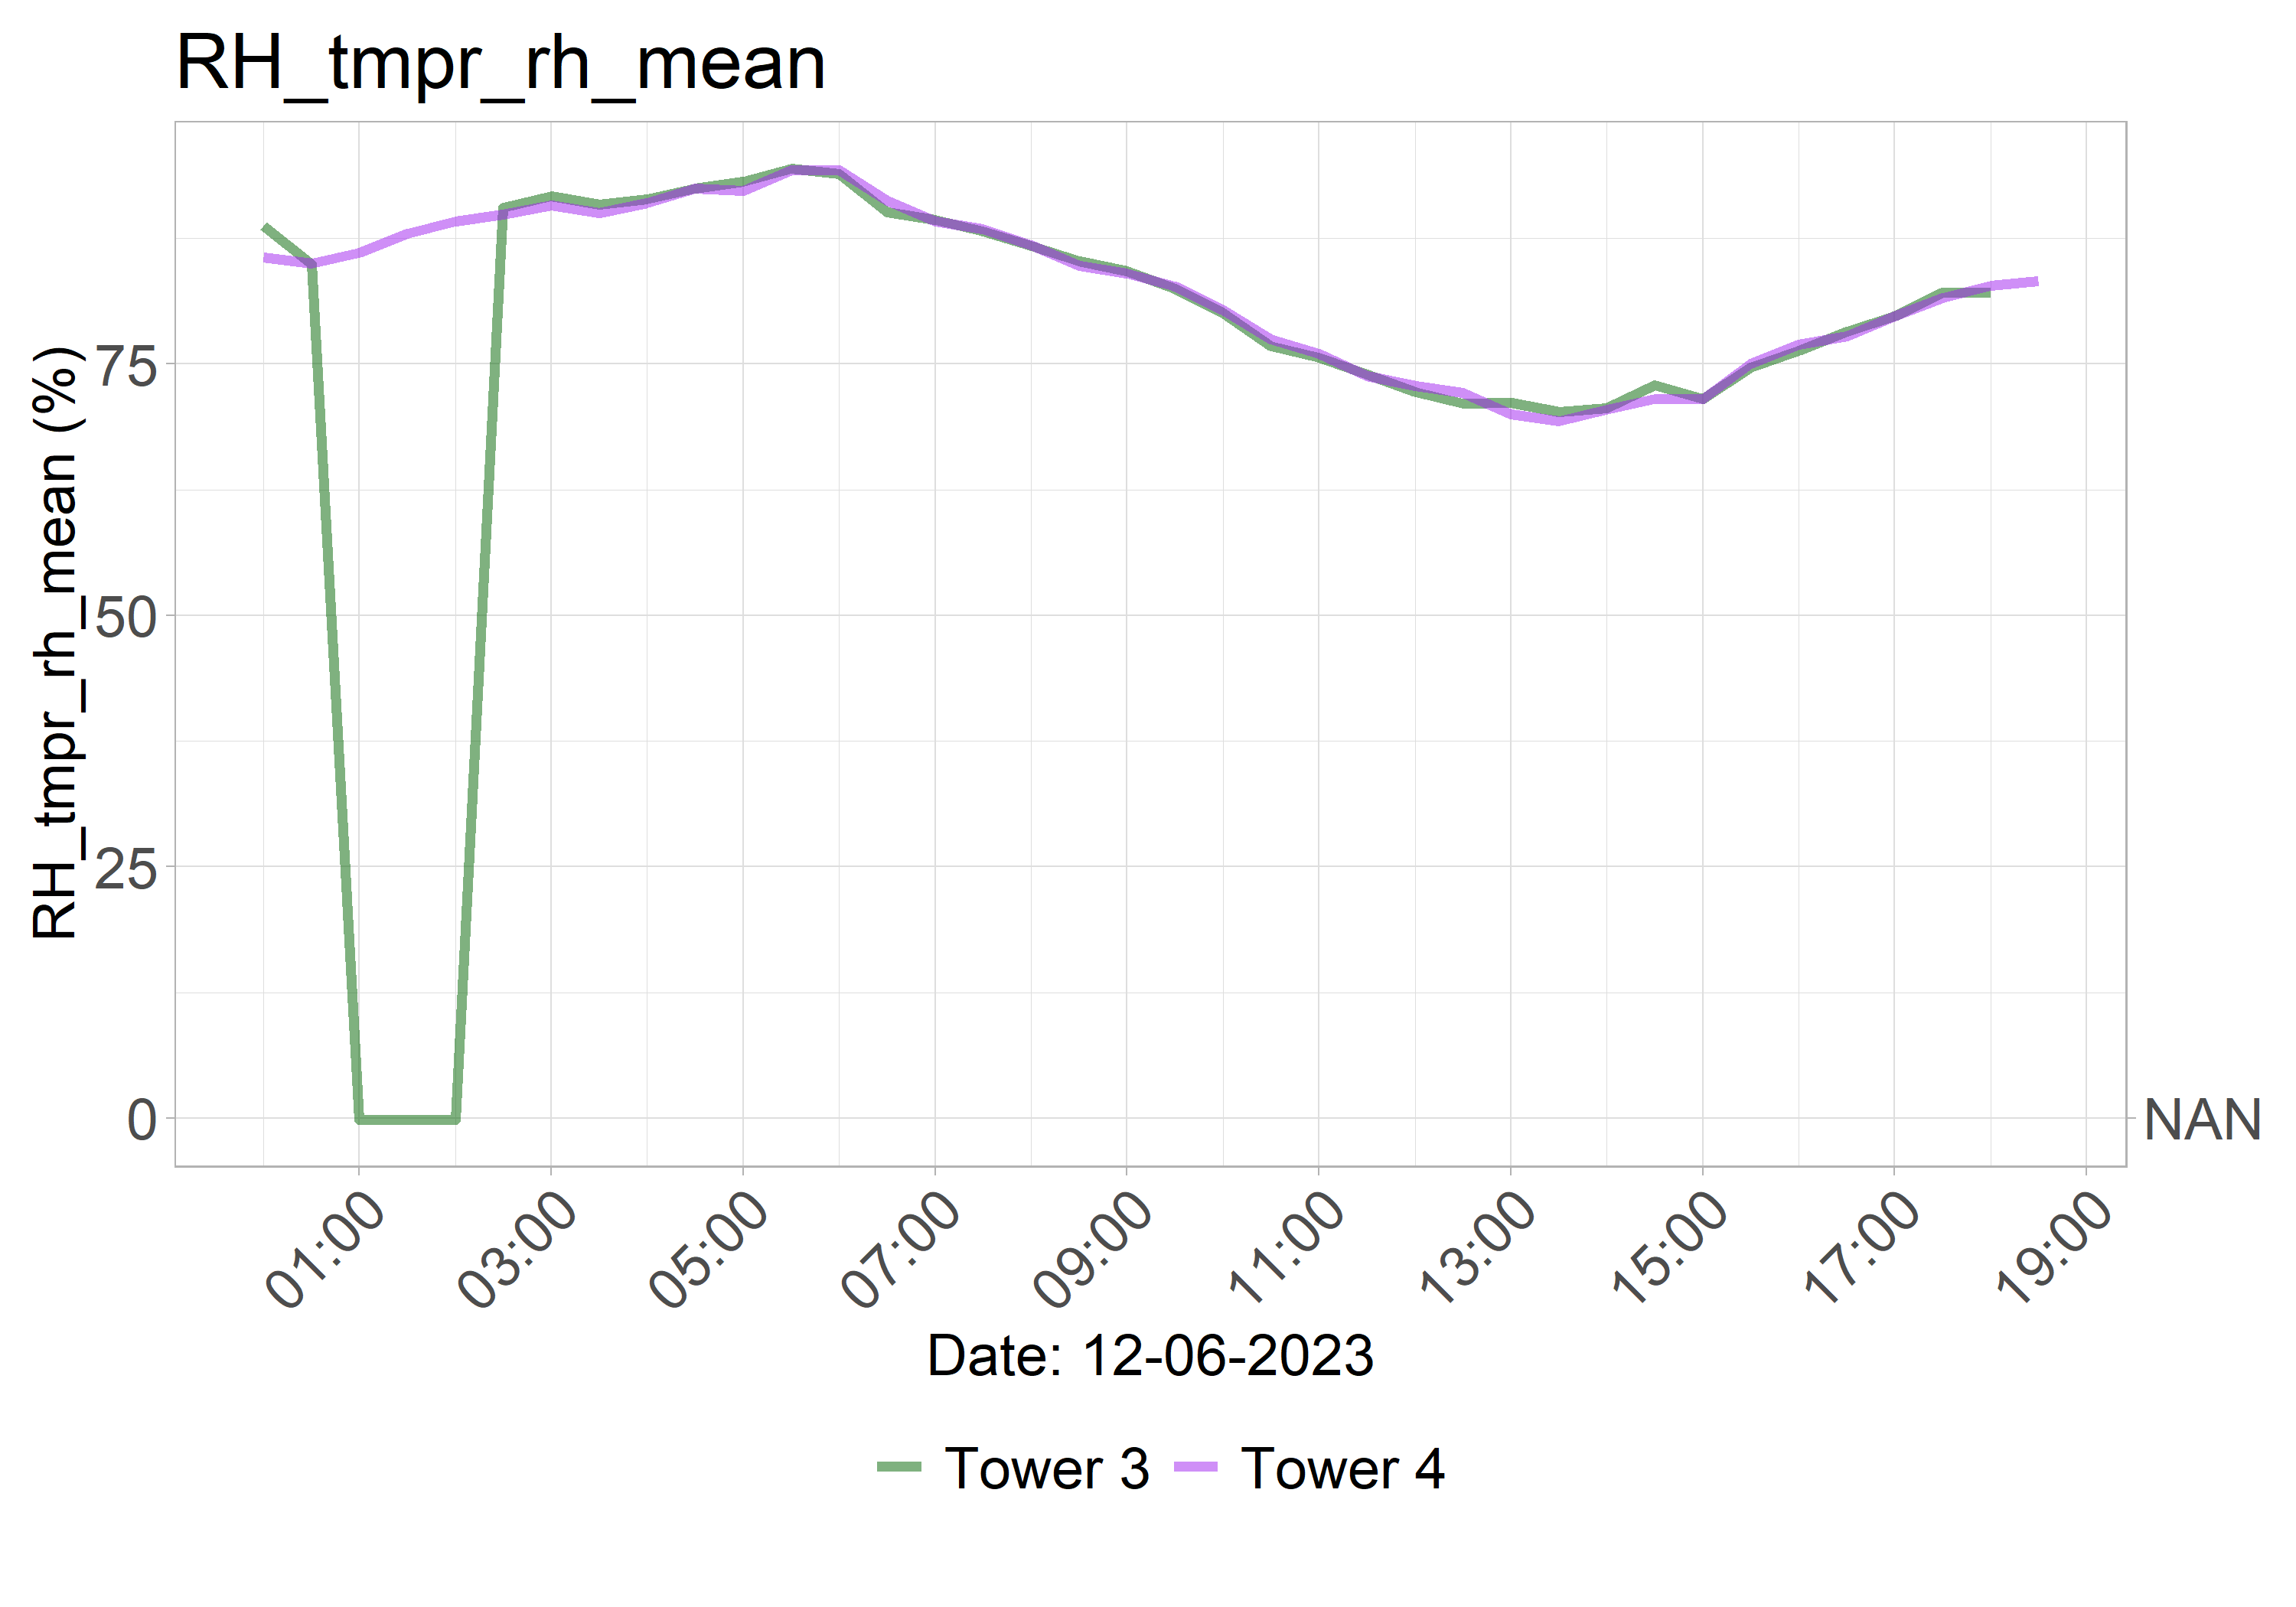 RH_tmpr_rh_mean
RH_tmpr_rh_mean (%)
75
50
25
0
NAN
01:00
03:00
05:00
07:00
09:00
11:00
13:00
15:00
17:00
19:00
Date: 12-06-2023
Tower 3
Tower 4